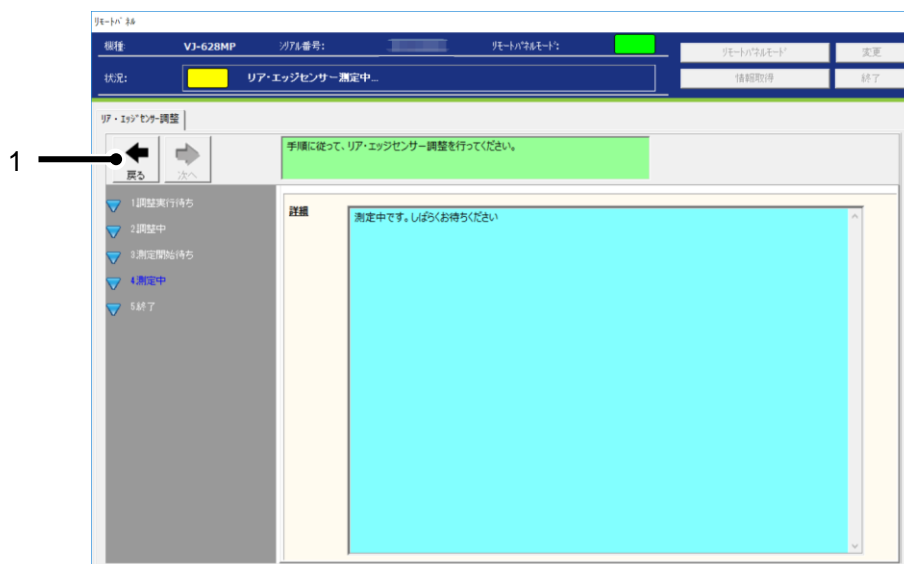 ﾘﾓｰﾄﾊﾟﾈﾙ
機種 VJ-628MP ｼﾘｱﾙ番号: ﾘﾓｰﾄﾊﾟﾈﾙﾓｰﾄﾞ: ﾘﾓｰﾄﾊﾟﾈﾙﾓｰﾄﾞ 変更
状況: リア・エッジセンサー測定中... 情報取得 終了
ﾘｱ・ｴｯｼﾞｾﾝｻｰ調整
手順に従って、リア・エッジセンサー調整を行ってください。
1
戻る 次へ
1.調整実行待ち
2.調整中
3.測定開始待ち
4.測定中
5.終了
詳細
測定中です。しばらくお待ちください